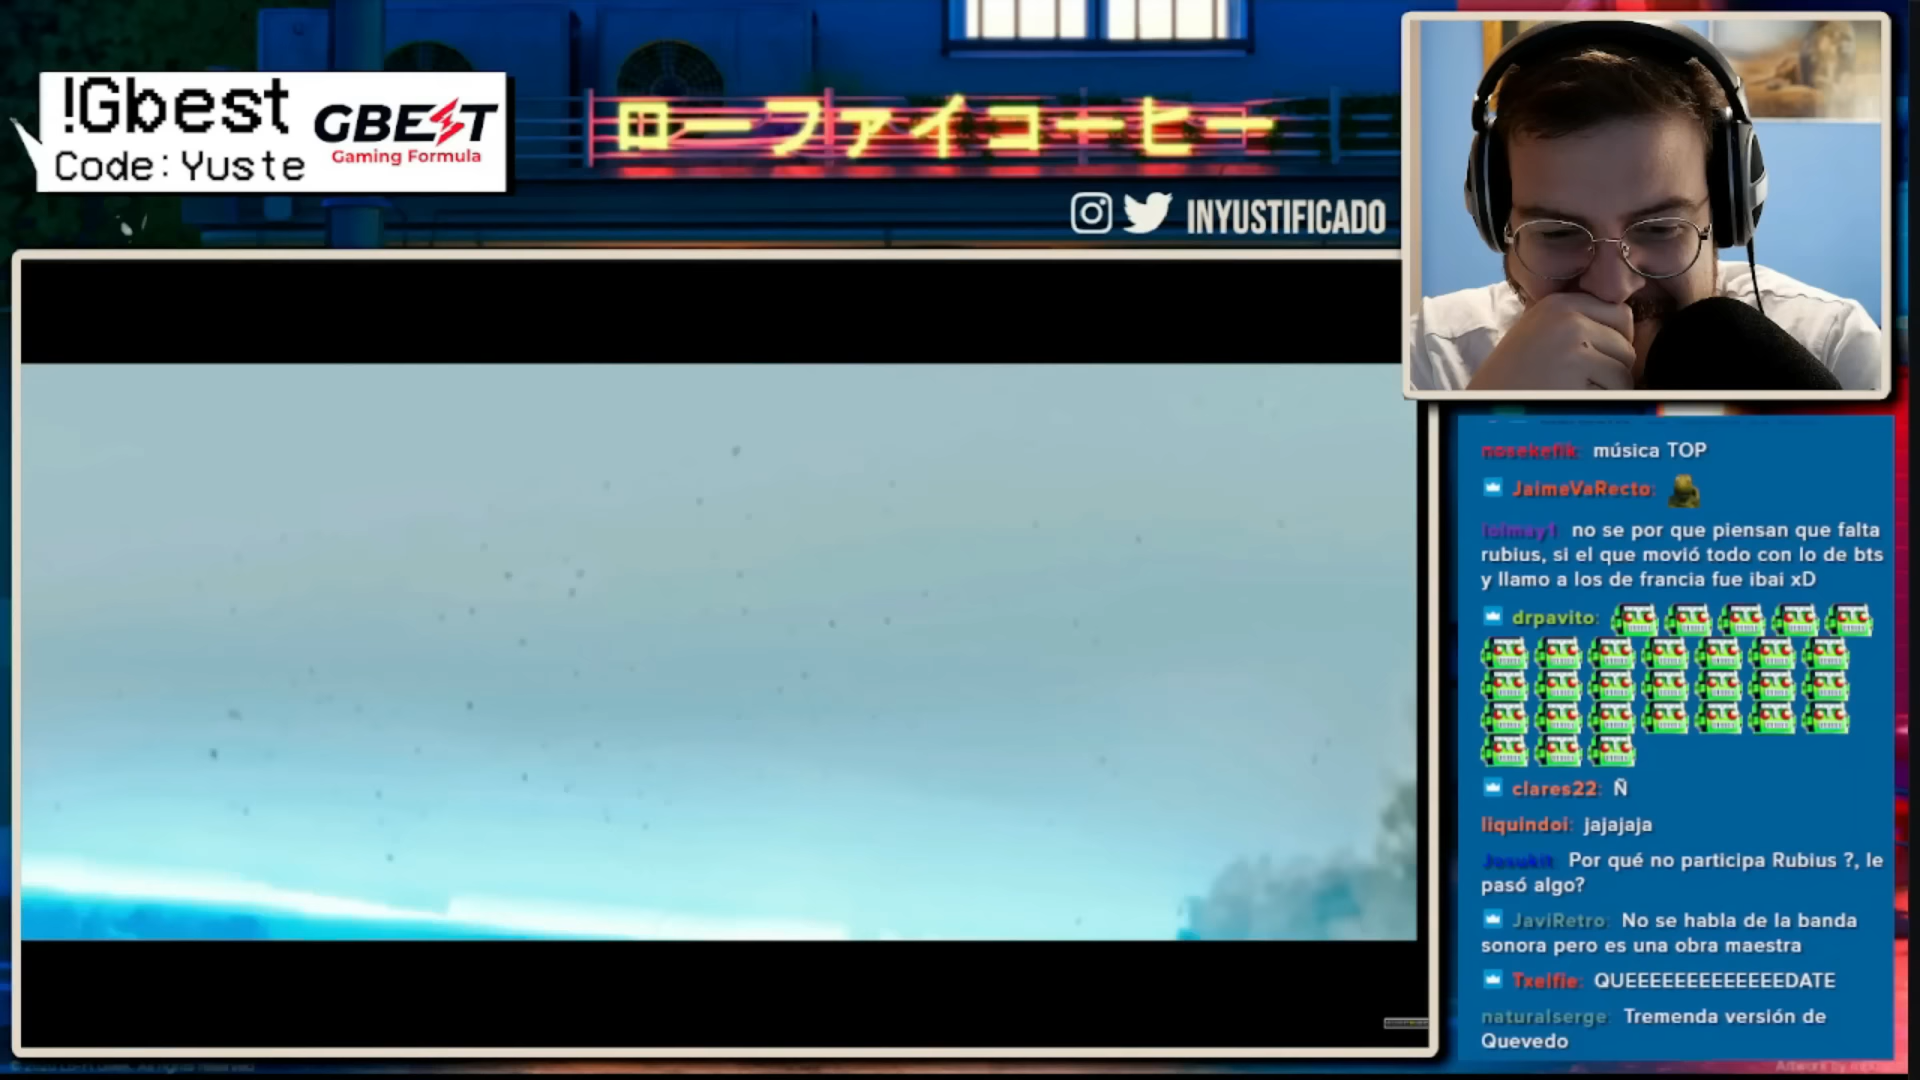 !Gbest
Code:Yuste
GBEST
Gaming Formula
ローファイコーヒー
INYUSTIFICADO
nosekefik: música TOP
JaimeVaRecto:
lolmay1 no se por que piensan que falta
rubius, si el que movió todo con lo de bts
y llamo a los de francia fue ibai xD
drpavito:
clares22: Ñ
liquindoi: jajajaja
Josukit: Por qué no participa Rubius ?, le
pasó algo?
JaviRetro: No se habla de la banda
sonora pero es una obra maestra
Txelfie: QUEEEEEEEEEEEEEDATE
naturalserge: Tremenda versión de
Quevedo